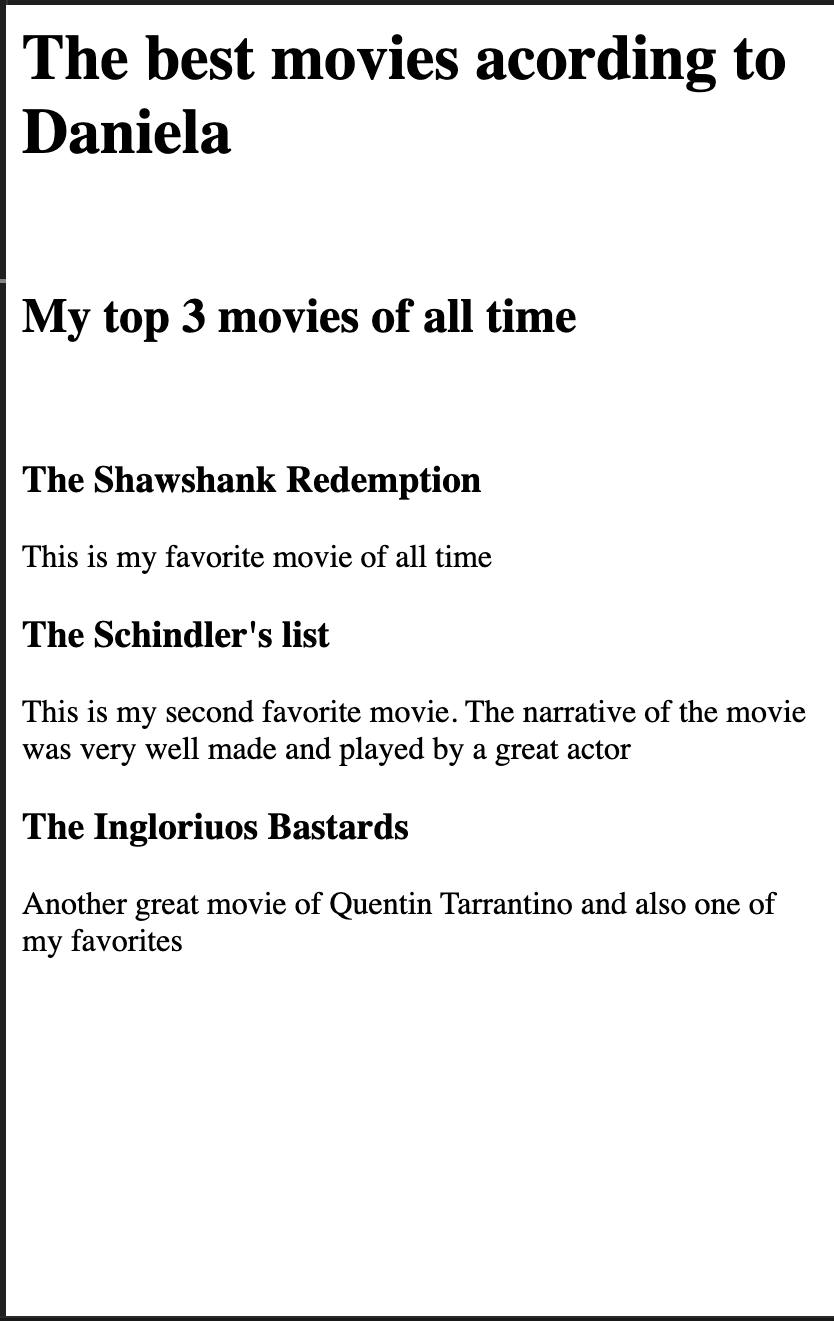 The best movies acording to
Daniela
My top 3 movies of all time
The Shawshank Redemption
This is my favorite movie of all time
The Schindler's list
This is my second favorite movie. The narrative of the movie
was very well made and played by a great actor
The Ingloriuos Bastards
Another great movie of Quentin Tarrantino and also one of
my favorites